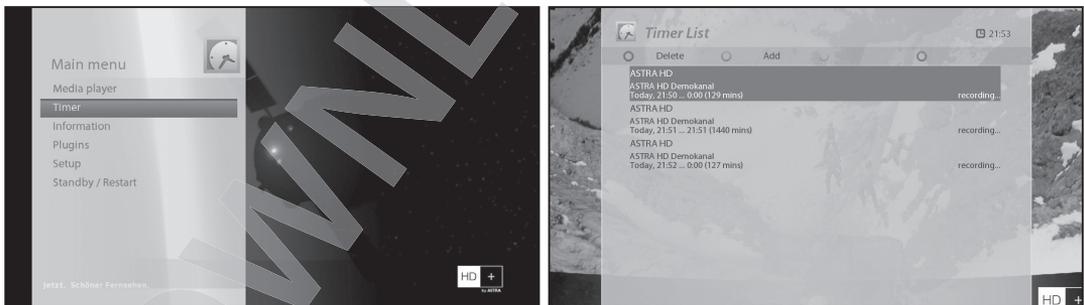 Main menu
Media player
Timer
Information
Plugins
Setup
Standby / Restart
Jetzt. Schöner Fernsehen.
HD +
by ASTRA
Timer List
21:53
Delete Add
ASTRA HD
ASTRA HD Demokanal
Today, 21:50 ... 0:00 (129 mins) recording...
ASTRA HD
ASTRA HD Demokanal
Today, 21:51 ... 21:51 (1440 mins) recording...
ASTRA HD
ASTRA HD Demokanal
Today, 21:52 ... 0:00 (127 mins) recording...
HD +